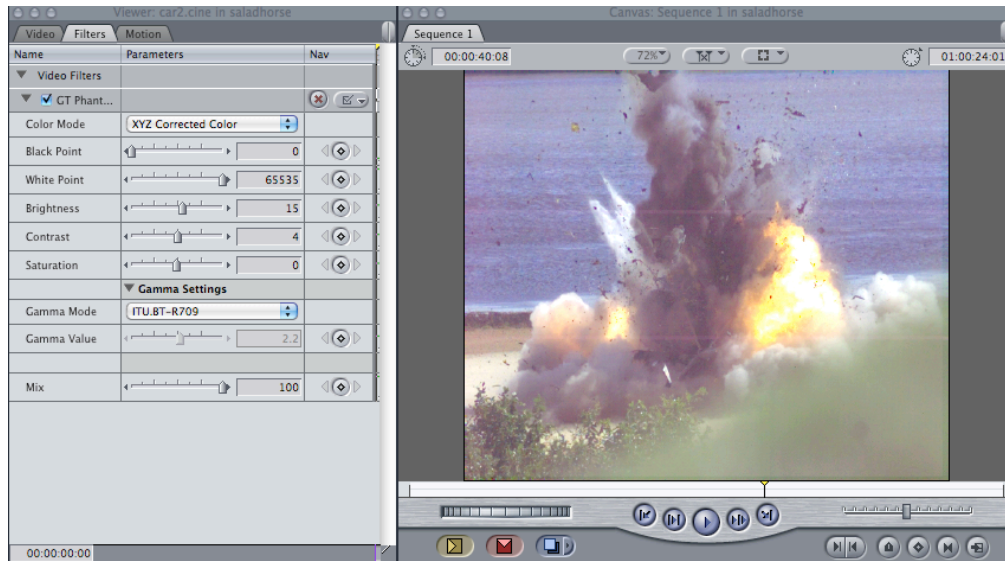 Viewer: car2.cine in saladhorse
Video
Filters
Motion
Name
Parameters
Nav
Video Filters
GT Phant...
Color Mode
XYZ Corrected Color
Black Point
0
White Point
65535
Brightness
15
Contrast
4
Saturation
0
Gamma Settings
Gamma Mode
ITU.BT-R709
Gamma Value
2.2
Mix
100
00:00:00:00
Canvas: Sequence 1 in saladhorse
Sequence 1
00:00:40:08
72%
01:00:24:01